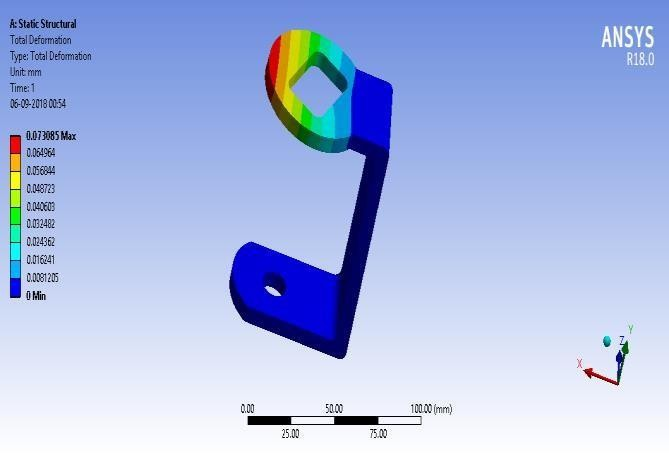 A: Static Structural
Total Deformation
Type: Total Deformation
Unit: mm
Time: 1
06-09-2018 00:54
0.073085 Max
0.064964
0.056844
0.048723
0.040603
0.032482
0.024362
0.016241
0.0081205
0 Min
ANSYS
R18.0
Y
Z
X
0.00 50.00 100.00 (mm)
25.00 75.00